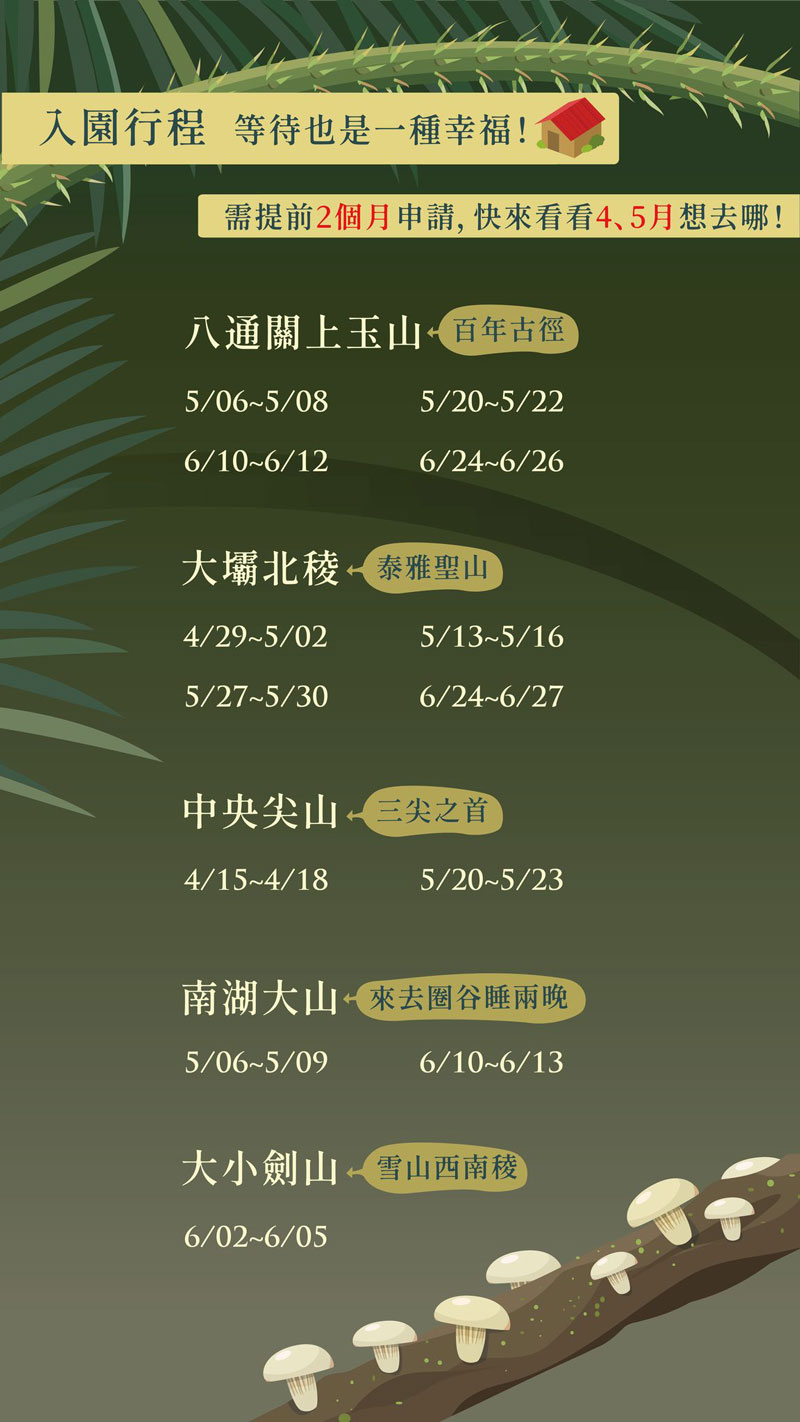 入園行程 等待也是一種幸福!
需提前2個月申請, 快來看看4、5月想去哪!
八通關上玉山 百年古徑
5/06~5/08 5/20~5/22
6/10~6/12 6/24~6/26
大壩北稜 泰雅聖山
4/29~5/02 5/13~5/16
5/27~5/30 6/24~6/27
中央尖山 三尖之首
4/15~4/18 5/20~5/23
南湖大山 來去圈谷睡兩晚
5/06~5/09 6/10~6/13
大小劍山 雪山西南稜
6/02~6/05